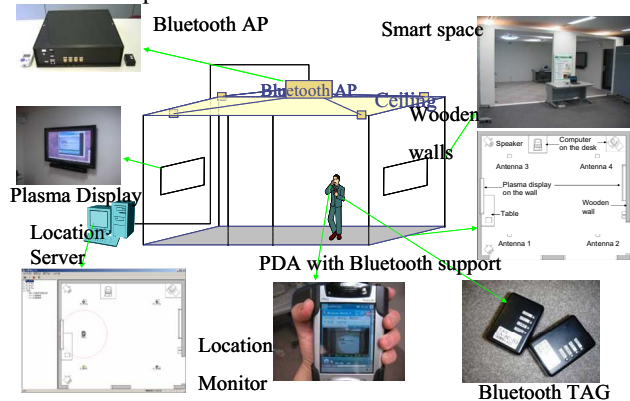 Bluetooth AP
Smart space
Bluetooth AP
Ceiling
Wooden
walls
Speaker
Computer
on the desk
Antenna 3
Antenna 4
Plasma display
on the wall
Wooden
wall
Table
Antenna 1
Antenna 2
Plasma Display
Location
Server
PDA with Bluetooth support
Location
Monitor
Bluetooth TAG